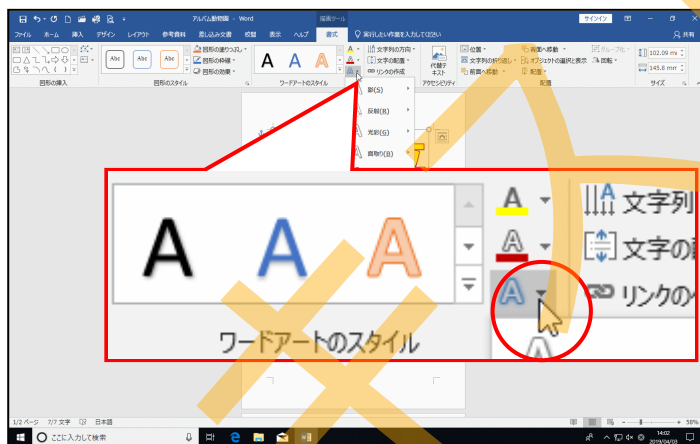 アルバム動物園 - Word
描画ツール
サインイン
ファイル ホーム 挿入 デザイン レイアウト 参考資料 差し込み文書 校閲 表示 ヘルプ 書式 実行したい作業を入力してください 共有
Abc Abc Abc
図形の塗りつぶし
図形の枠線
図形の効果
A A A
文字列の方向
文字の配置
リンクの作成
代替テキスト
位置
文字列の折り返し
前面へ移動
背面へ移動
オブジェクトの選択と表示
配置
グループ化
回転
102.09 mm
145.8 mm
図形の挿入 図形のスタイル ワードアートのスタイル アクセシビリティ 配置 サイズ
影(S)
反射(R)
光彩(G)
面取り(B)
A A A
文字列
文字の
リンクの
ワードアートのスタイル
1/2 ページ 7/7 文字 日本語
58%
ここに入力して検索
14:02
2019/04/03